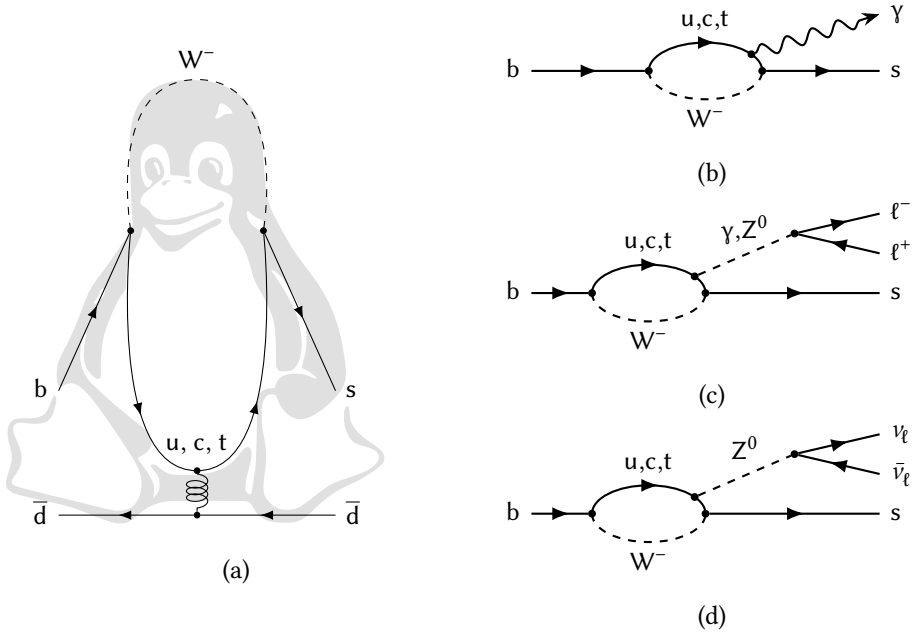 W⁻
b
s
u, c, t
d̅
d̅
(a)
γ
u,c,t
b
s
W⁻
(b)
ℓ⁻
γ,Z⁰
ℓ⁺
u,c,t
b
s
W⁻
(c)
ν_ℓ
Z⁰
ν̄_ℓ
u,c,t
b
s
W⁻
(d)